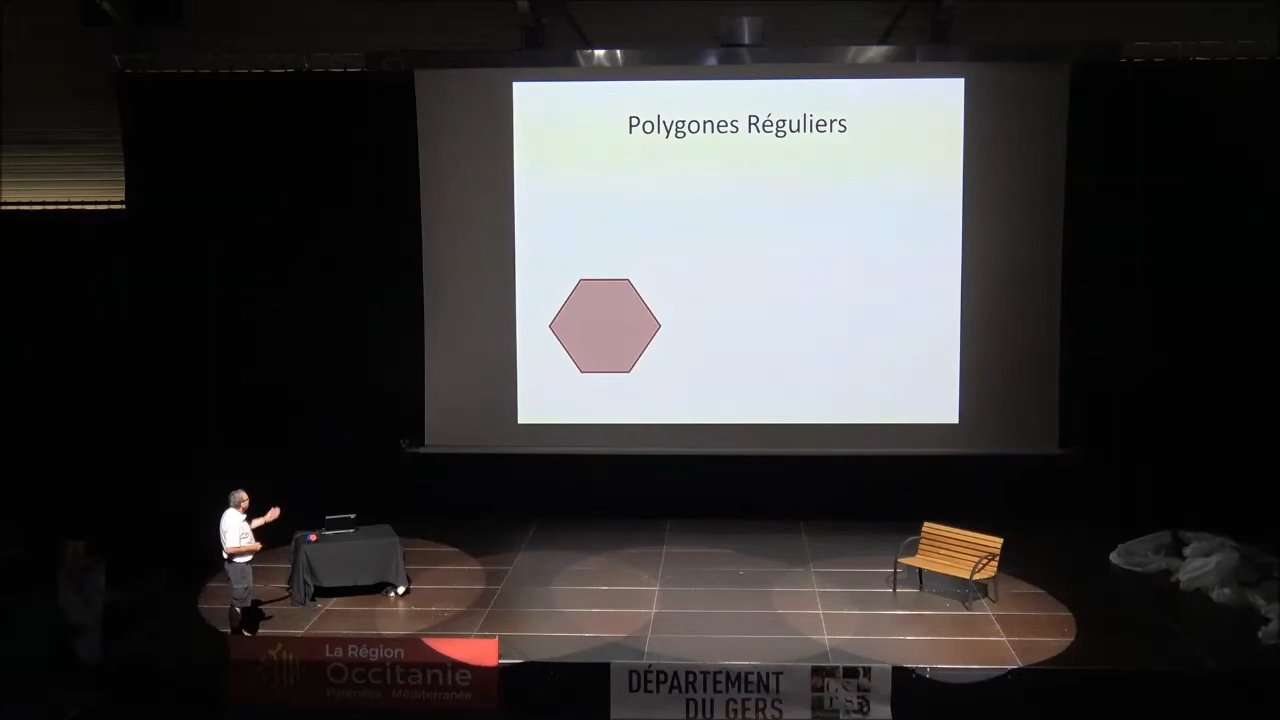 Polygones Réguliers
La Région
Occitanie
Pyrénées - Méditerranée
DÉPARTEMENT
DU GERS